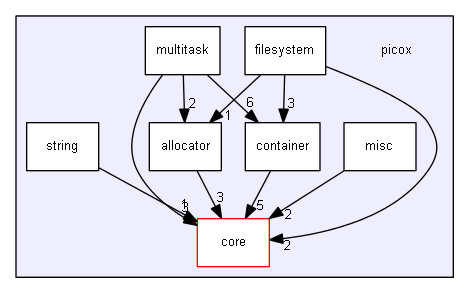 multitask
filesystem
picox
2
6
1
3
string
allocator
container
misc
1
3
3
5
2
2
core